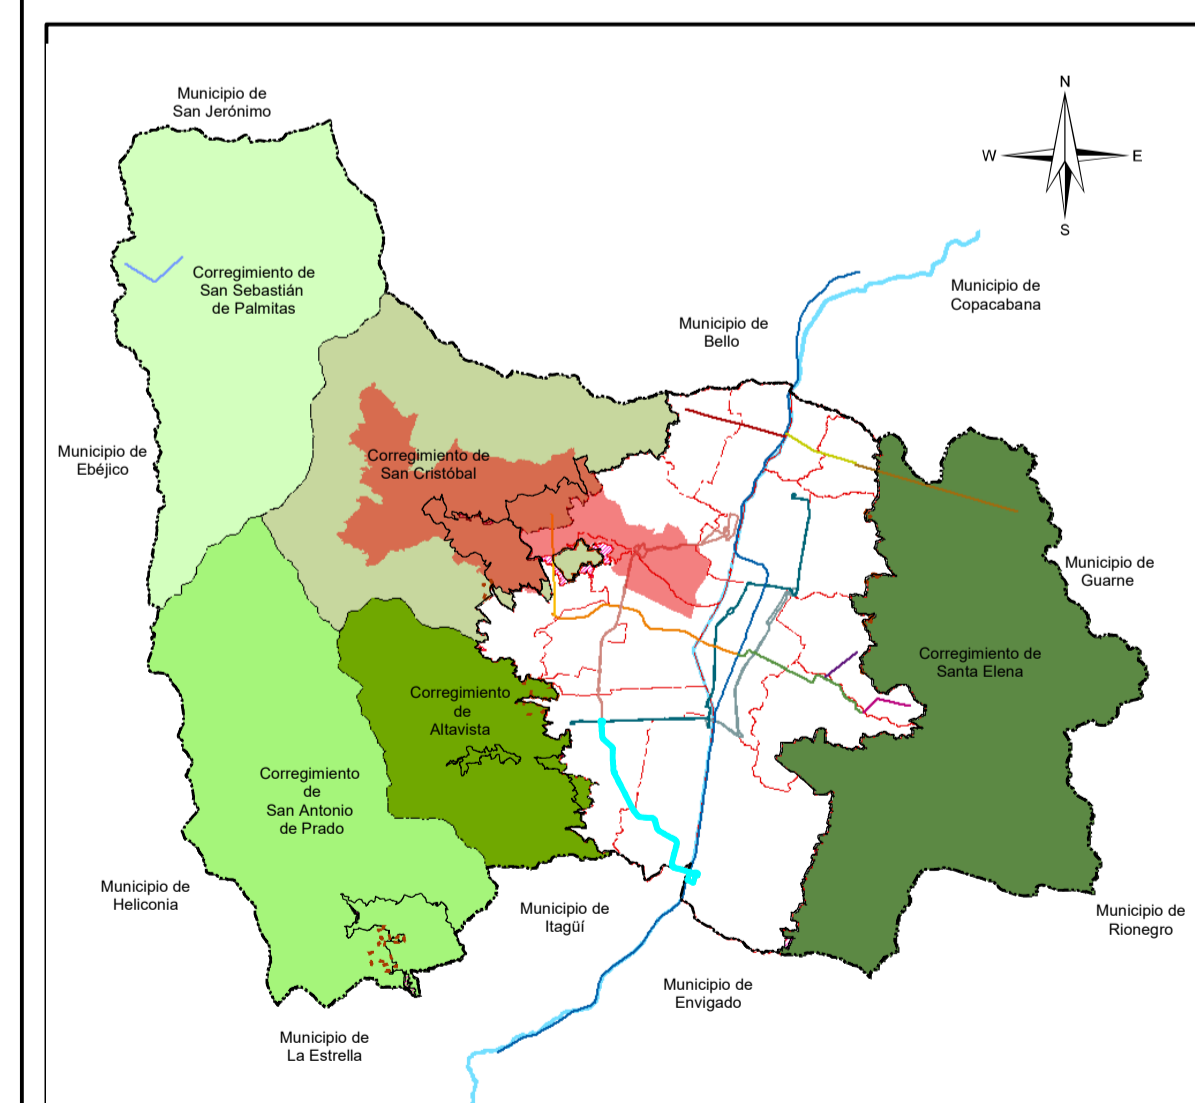 N
W
E
S
Municipio de
San Jerónimo
Corregimiento de
San Sebastián
de Palmitas
Municipio de
Copacabana
Municipio de
Bello
Municipio de
Ebéjico
Corregimiento de
San Cristóbal
Municipio de
Guarne
Corregimiento de
Santa Elena
Corregimiento
de
Altavista
Corregimiento
de
San Antonio
de Prado
Municipio de
Heliconia
Municipio de
Itagüí
Municipio de
Rionegro
Municipio de
Envigado
Municipio de
La Estrella